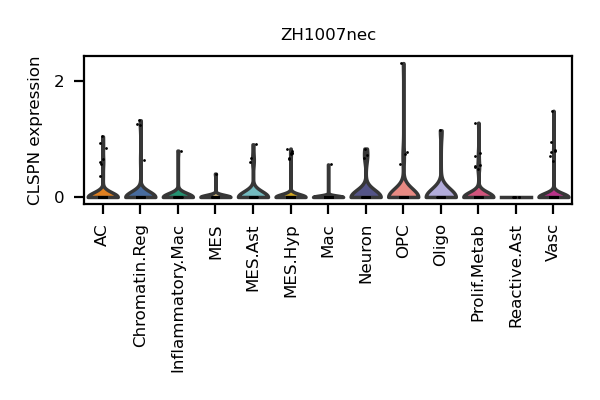 ZH1007nec
CLSPN expression
2
0
AC
Chromatin.Reg
Inflammatory.Mac
MES
MES.Ast
MES.Hyp
Mac
Neuron
OPC
Oligo
Prolif.Metab
Reactive.Ast
Vasc